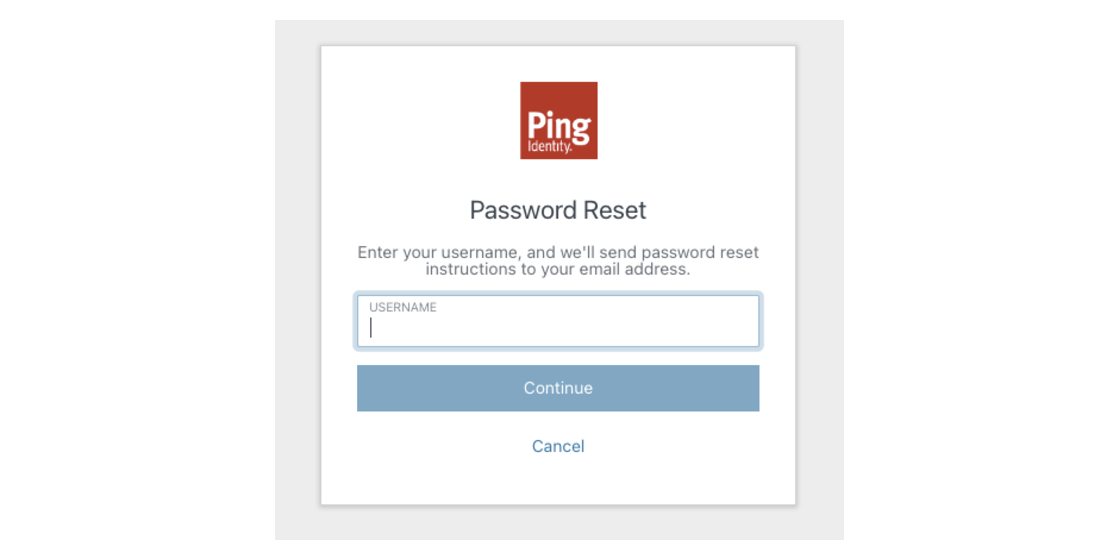 Ping
Identity.
Password Reset
Enter your username, and we'll send password reset
instructions to your email address.
USERNAME
Continue
Cancel